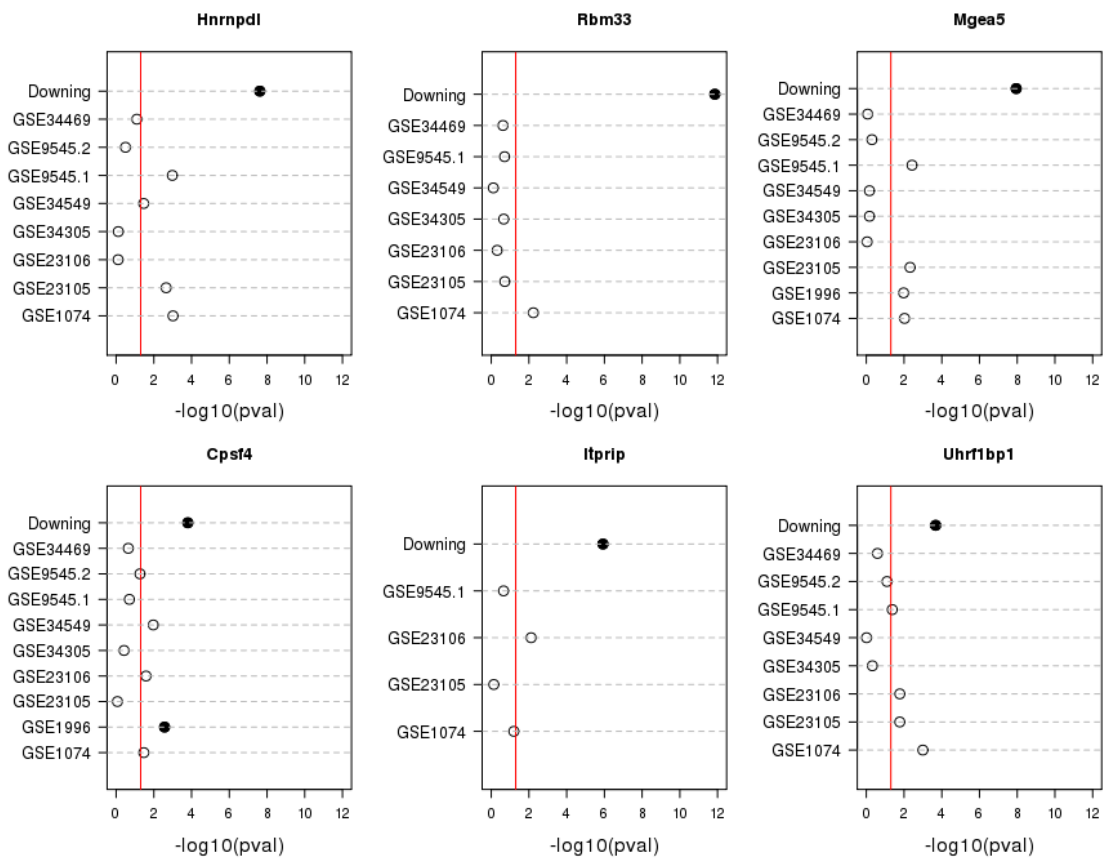 Hnrnpdl
Downing
GSE34469
GSE9545.2
GSE9545.1
GSE34549
GSE34305
GSE23106
GSE23105
GSE1074
0 2 4 6 8 10 12
-log10(pval)
Rbm33
Downing
GSE34469
GSE9545.1
GSE34549
GSE34305
GSE23106
GSE23105
GSE1074
0 2 4 6 8 10 12
-log10(pval)
Mgea5
Downing
GSE34469
GSE9545.2
GSE9545.1
GSE34549
GSE34305
GSE23106
GSE23105
GSE1996
GSE1074
0 2 4 6 8 10 12
-log10(pval)
Cpsf4
Downing
GSE34469
GSE9545.2
GSE9545.1
GSE34549
GSE34305
GSE23106
GSE23105
GSE1996
GSE1074
0 2 4 6 8 10 12
-log10(pval)
Itprip
Downing
GSE9545.1
GSE23106
GSE23105
GSE1074
0 2 4 6 8 10 12
-log10(pval)
Uhrf1bp1
Downing
GSE34469
GSE9545.2
GSE9545.1
GSE34549
GSE34305
GSE23106
GSE23105
GSE1074
0 2 4 6 8 10 12
-log10(pval)